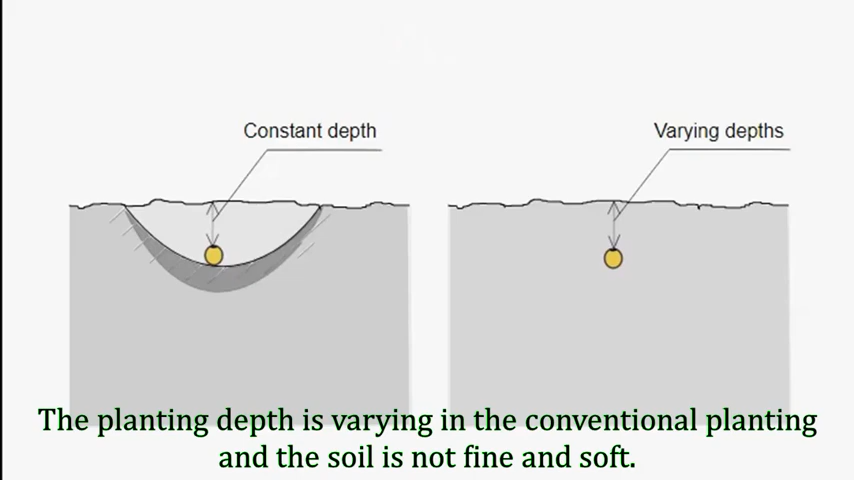 Constant depth
Varying depths
The planting depth is varying in the conventional planting
and the soil is not fine and soft.